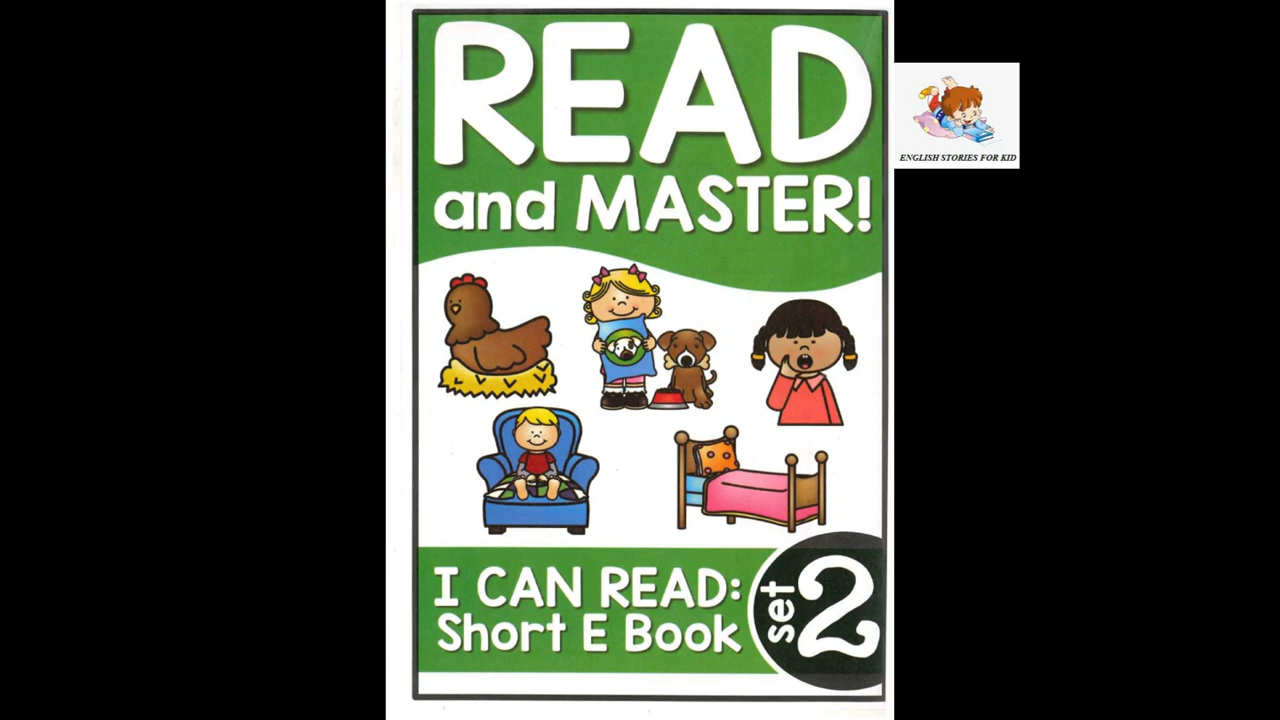 READ
and MASTER!
ENGLISH STORIES FOR KID
I CAN READ:
Short E Book
set 2